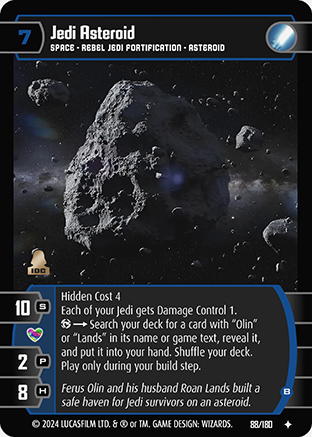 7
Jedi Asteroid
SPACE - REBEL JEDI FORTIFICATION - ASTEROID
IDC
10 S
2 P
8 H
Hidden Cost 4
Each of your Jedi gets Damage Control 1.
→ Search your deck for a card with “Olin”
or “Lands” in its name or game text, reveal it,
and put it into your hand. Shuffle your deck.
Play only during your build step.
Ferus Olin and his husband Roan Lands built a
safe haven for Jedi survivors on an asteroid.
B
© 2024 LUCASFILM LTD. & ® or TM. GAME DESIGN: WIZARDS.
88/180